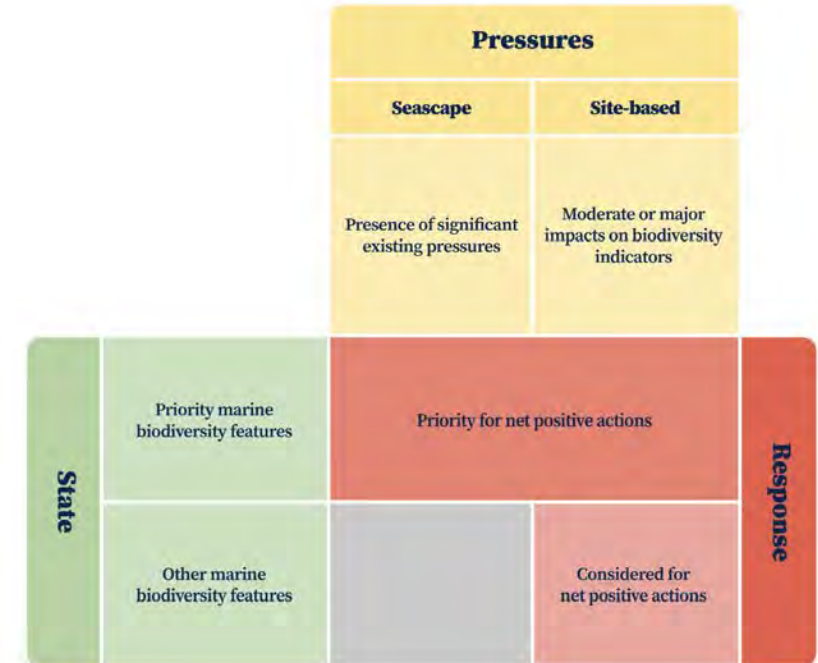 Pressures
Seascape
Site-based
Presence of significant
existing pressures
Moderate or major
impacts on biodiversity
indicators
State
Priority marine
biodiversity features
Priority for net positive actions
Response
Other marine
biodiversity features
Considered for
net positive actions